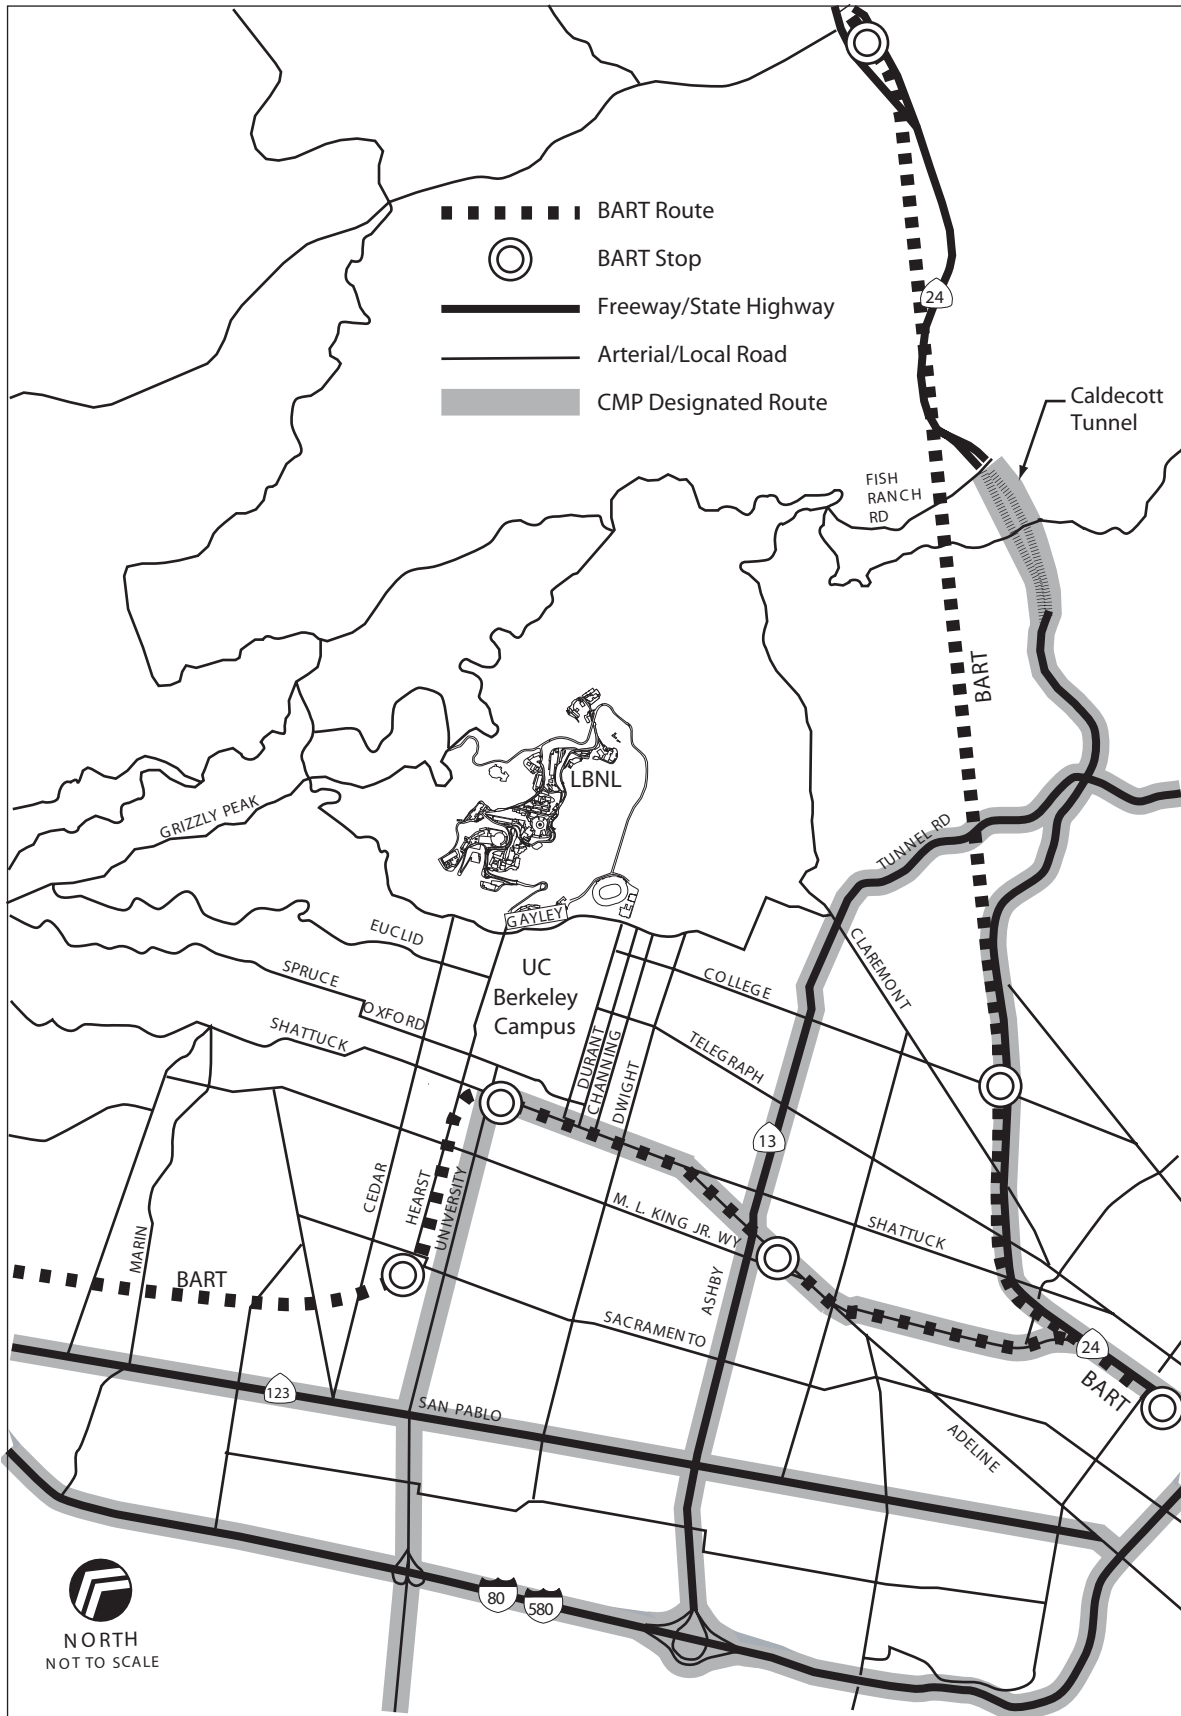 BART Route
BART Stop
24
Freeway/State Highway
Arterial/Local Road
CMP Designated Route
Caldecott
Tunnel
FISH
RANCH
RD
BART
LBNL
GRIZZLY PEAK
TUNNEL RD
GAYLEY
EUCLID
CLAREMONT
SPRUCE
UC
Berkeley
Campus
COLLEGE
OXFORD
SHATTUCK
DURANT
CHANNING
DWIGHT
TELEGRAPH
13
CEDAR
HEARST
UNIVERSITY
M. L. KING JR. WY
SHATTUCK
MARIN
BART
ASHBY
SACRAMENTO
24
BART
123
SAN PABLO
ADELINE
80
580
NORTH
NOT TO SCALE